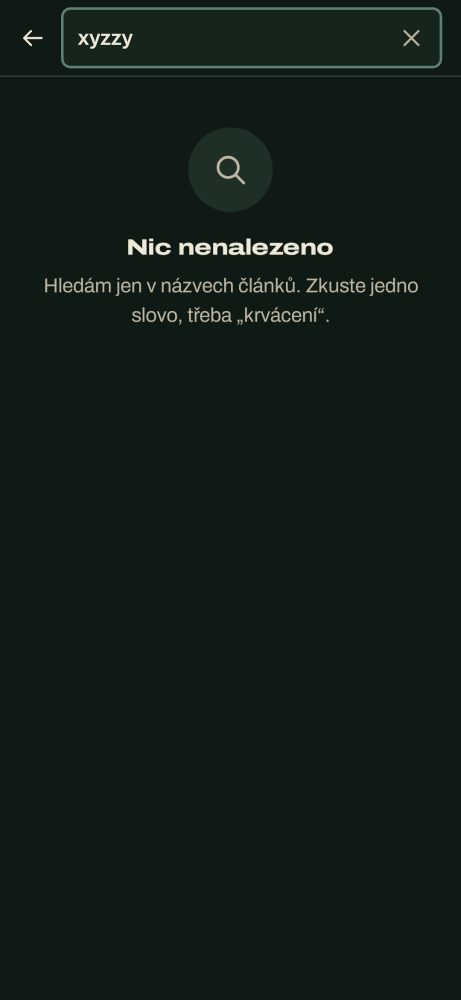 xyzzy
Nic nenalezeno
Hledám jen v názvech článků. Zkuste jedno
slovo, třeba „krvácení“.